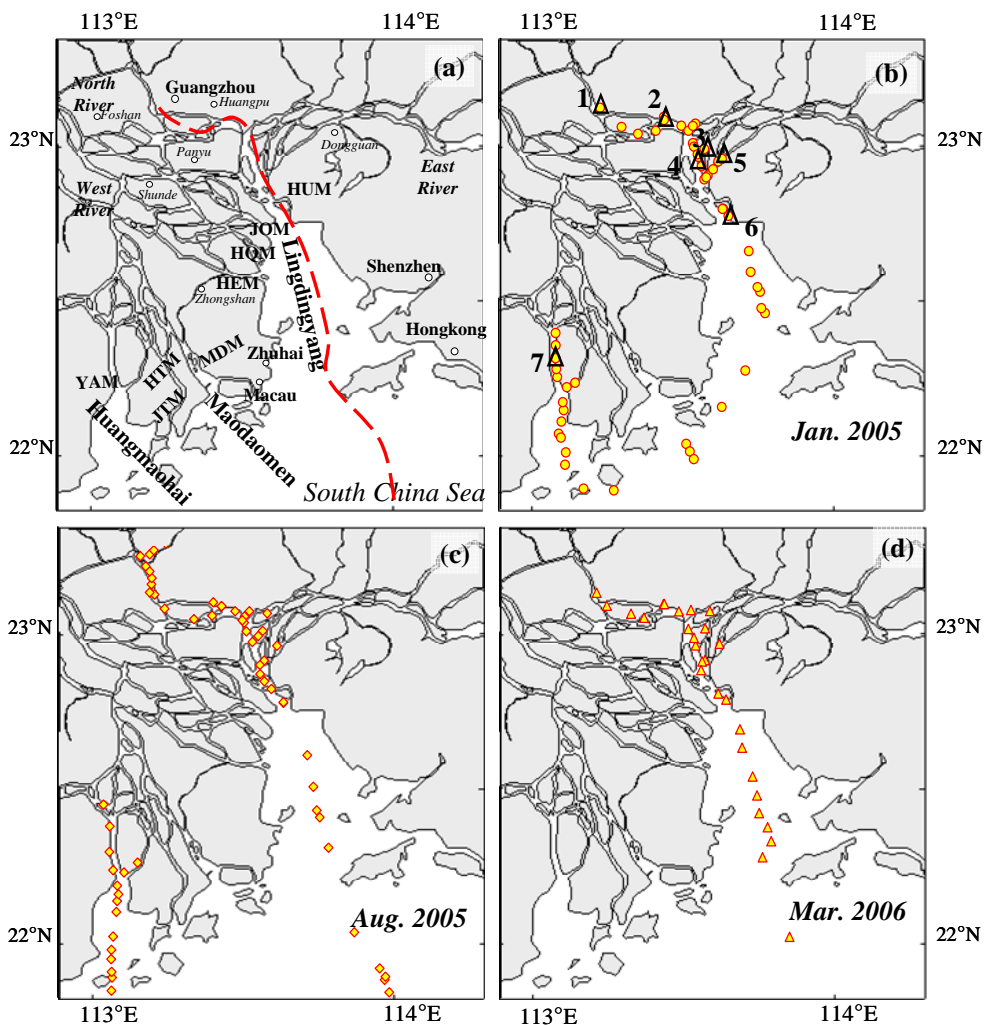 113°E
114°E
113°E
114°E
(a)
North
River
Guangzhou
Huangpu
Foshan
23°N
Panyu
Dongguan
East
River
West
River
Shunde
HUM
JOM
HQM
Lingdingyang
HEM
Zhongshan
Shenzhen
Hongkong
MDM
HTM
Zhuhai
YAM
JTM
Macau
22°N
Huangmaohai
Maodaomen
South China Sea
(b)
1
2
3
4
5
6
7
23°N
22°N
Jan. 2005
(c)
23°N
22°N
Aug. 2005
(d)
23°N
22°N
Mar. 2006
113°E
114°E
113°E
114°E